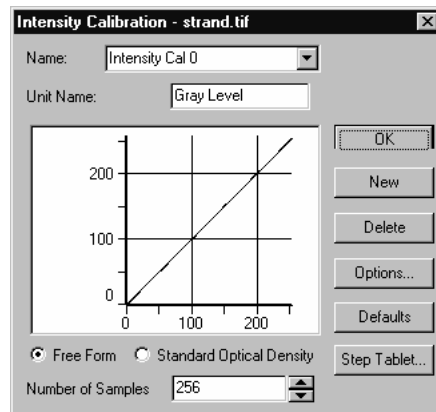 Intensity Calibration - strand.tif
Name: Intensity Cal 0
Unit Name: Gray Level
OK
New
Delete
Options...
Defaults
Step Tablet...
200
100
0
0 100 200
Free Form Standard Optical Density
Number of Samples 256